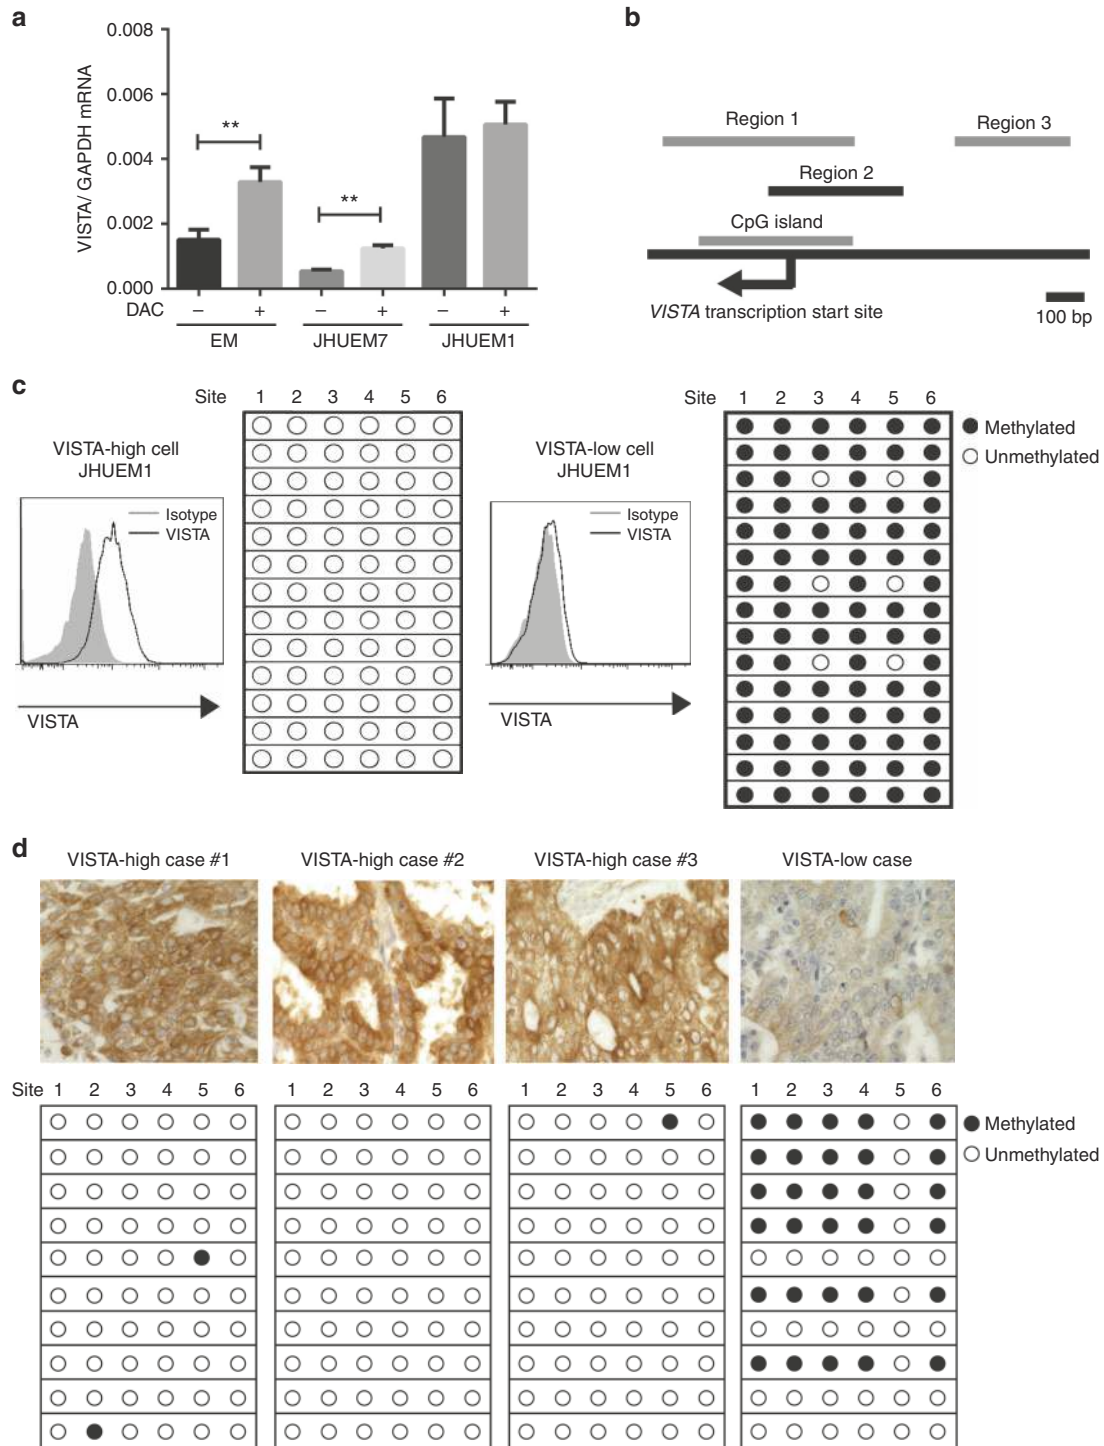 a
0.008
0.006
0.004
0.002
0.000
VISTA/ GAPDH mRNA
**
**
DAC – + – + – +
EM JHUEM7 JHUEM1
b
Region 1
Region 3
Region 2
CpG island
VISTA transcription start site
100 bp
c
VISTA-high cell
JHUEM1
Isotype
VISTA
VISTA
Site 1 2 3 4 5 6
VISTA-low cell
JHUEM1
Isotype
VISTA
VISTA
Site 1 2 3 4 5 6
Methylated
Unmethylated
d
VISTA-high case #1 VISTA-high case #2 VISTA-high case #3 VISTA-low case
Site 1 2 3 4 5 6 1 2 3 4 5 6 1 2 3 4 5 6 1 2 3 4 5 6
Methylated
Unmethylated